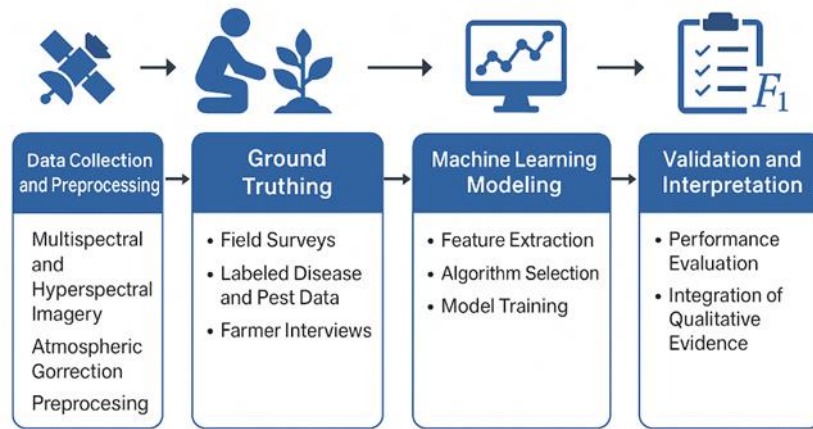 F₁
Data Collection
and Preprocessing
Multispectral
and
Hyperspectral
Imagery
Atmospheric
Gorrection
Preprocesing
Ground
Truthing
• Field Surveys
• Labeled Disease
and Pest Data
• Farmer Interviews
Machine Learning
Modeling
• Feature Extraction
• Algorithm Selection
• Model Training
Validation and
Interpretation
• Performance
Evaluation
• Integration of
Qualitative
Evidence